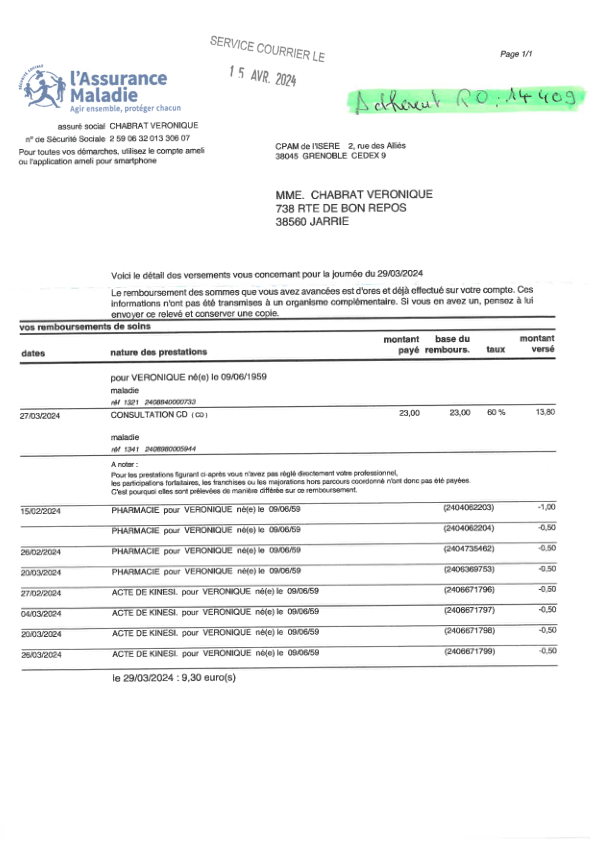 SERVICE COURRIER LE
15 AVR. 2024
Page 1/1
SÉCURITÉ SOCIALE
l'Assurance
Maladie
Agir ensemble, protéger chacun
Adhérent RO: 14 409
assuré social CHABRAT VERONIQUE
n° de Sécurité Sociale 2 59 06 32 013 306 07
Pour toutes vos démarches, utilisez le compte ameli
ou l'application ameli pour smartphone
CPAM de l'ISERE 2, rue des Alliés
38045 GRENOBLE CEDEX 9
MME. CHABRAT VERONIQUE
738 RTE DE BON REPOS
38560 JARRIE
Voici le détail des versements vous concernant pour la journée du 29/03/2024
Le remboursement des sommes que vous avez avancées est d'ores et déjà effectué sur votre compte. Ces
informations n'ont pas été transmises à un organisme complémentaire. Si vous en avez un, pensez à lui
envoyer ce relevé et conserver une copie.
vos remboursements de soins
dates nature des prestations montant payé base du rembours. taux montant versé
pour VERONIQUE né(e) le 09/06/1959
maladie
réf 1321 2408840000733
27/03/2024 CONSULTATION CD (CD) 23,00 23,00 60 % 13,80
maladie
réf 1341 2408980005944
A noter :
Pour les prestations figurant ci-après vous n'avez pas réglé directement votre professionnel,
les participations forfaitaires, les franchises ou les majorations hors parcours coordonné n'ont donc pas été payées.
C'est pourquoi elles sont prélevées de manière différée sur ce remboursement.
15/02/2024 PHARMACIE pour VERONIQUE né(e) le 09/06/59 (2404062203) -1,00
PHARMACIE pour VERONIQUE né(e) le 09/06/59 (2404062204) -0,50
26/02/2024 PHARMACIE pour VERONIQUE né(e) le 09/06/59 (2404735462) -0,50
20/03/2024 PHARMACIE pour VERONIQUE né(e) le 09/06/59 (2406369753) -0,50
27/02/2024 ACTE DE KINESI. pour VERONIQUE né(e) le 09/06/59 (2406671796) -0,50
04/03/2024 ACTE DE KINESI. pour VERONIQUE né(e) le 09/06/59 (2406671797) -0,50
20/03/2024 ACTE DE KINESI. pour VERONIQUE né(e) le 09/06/59 (2406671798) -0,50
26/03/2024 ACTE DE KINESI. pour VERONIQUE né(e) le 09/06/59 (2406671799) -0,50
le 29/03/2024 : 9,30 euro(s)